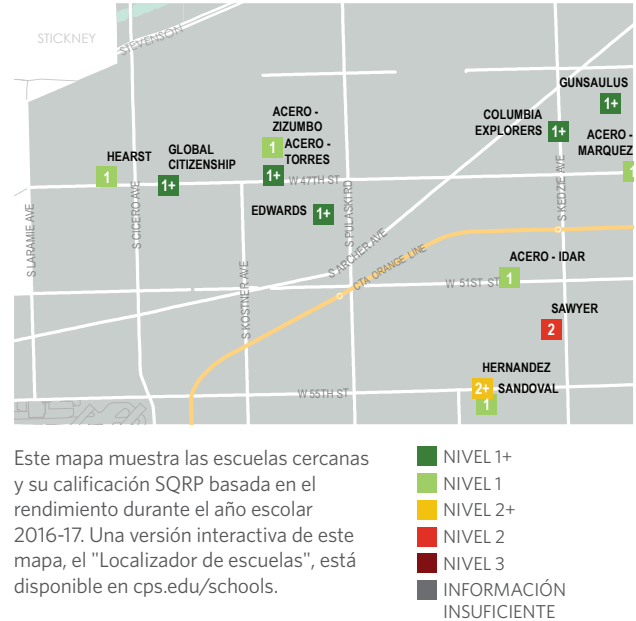 STICKNEY
STEVENSON
GUNSAULUS
1+
COLUMBIA
EXPLORERS
1+
ACERO -
MARQUEZ
1
ACERO -
ZIZUMBO
1
ACERO -
TORRES
1+
HEARST
1
GLOBAL
CITIZENSHIP
1+
W 47TH ST
EDWARDS
1+
S LARAMIE AVE
S CICERO AVE
S KOSTNER AVE
S PULASKI RD
S ARCHER AVE
CTA ORANGE LINE
S KEDZIE AVE
ACERO - IDAR
1
W 51ST ST
SAWYER
2
HERNANDEZ
2+
SANDOVAL
1
W 55TH ST
Este mapa muestra las escuelas cercanas
y su calificación SQRP basada en el
rendimiento durante el año escolar
2016-17. Una versión interactiva de este
mapa, el "Localizador de escuelas", está
disponible en cps.edu/schools.
NIVEL 1+
NIVEL 1
NIVEL 2+
NIVEL 2
NIVEL 3
INFORMACIÓN
INSUFICIENTE